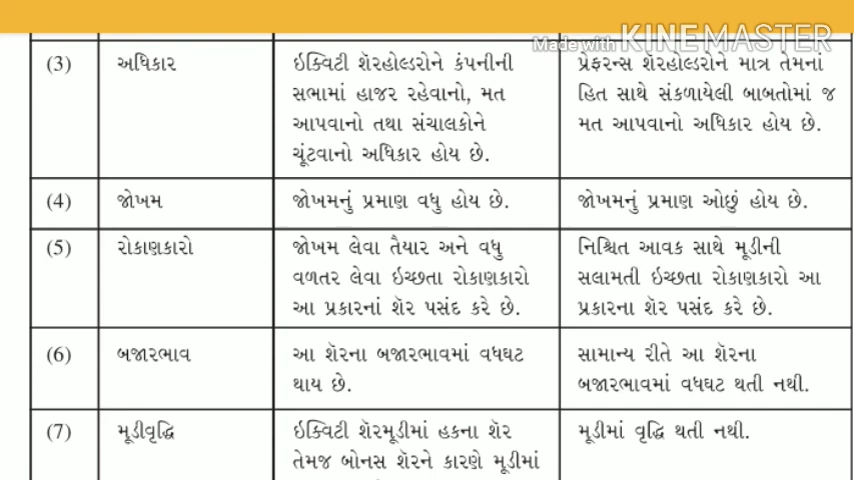 Made with KINEMASTER
(3) અધિકાર ઇક્વિટી શૅરહોલ્ડરોને કંપનીની પ્રેફરન્સ શૅરહોલ્ડરોને માત્ર તેમનાં
સભામાં હાજર રહેવાનો, મત હિત સાથે સંકળાયેલી બાબતોમાં જ
આપવાનો તથા સંચાલકોને મત આપવાનો અધિકાર હોય છે.
ચૂંટવાનો અધિકાર હોય છે.
(4) જોખમ જોખમનું પ્રમાણ વધુ હોય છે. જોખમનું પ્રમાણ ઓછું હોય છે.
(5) રોકાણકારો જોખમ લેવા તૈયાર અને વધુ નિશ્ચિત આવક સાથે મૂડીની
વળતર લેવા ઇચ્છતા રોકાણકારો સલામતી ઇચ્છતા રોકાણકારો આ
આ પ્રકારનાં શૅર પસંદ કરે છે. પ્રકારના શૅર પસંદ કરે છે.
(6) બજારભાવ આ શૅરના બજારભાવમાં વધઘટ સામાન્ય રીતે આ શૅરના
થાય છે. બજારભાવમાં વધઘટ થતી નથી.
(7) મૂડીવૃદ્ધિ ઇક્વિટી શૅરમૂડીમાં હકના શૅર મૂડીમાં વૃદ્ધિ થતી નથી.
તેમજ બોનસ શૅરને કારણે મૂડીમાં